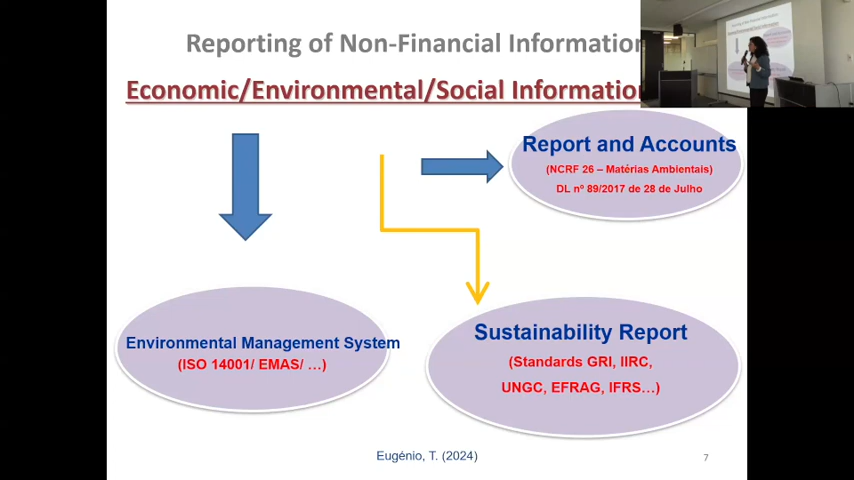 Reporting of Non-Financial Information
Economic/Environmental/Social Information
Report and Accounts
(NCRF 26 – Matérias Ambientais)
DL nº 89/2017 de 28 de Julho
Environmental Management System
(ISO 14001/ EMAS/ …)
Sustainability Report
(Standards GRI, IIRC,
UNGC, EFRAG, IFRS…)
Eugénio, T. (2024)
7